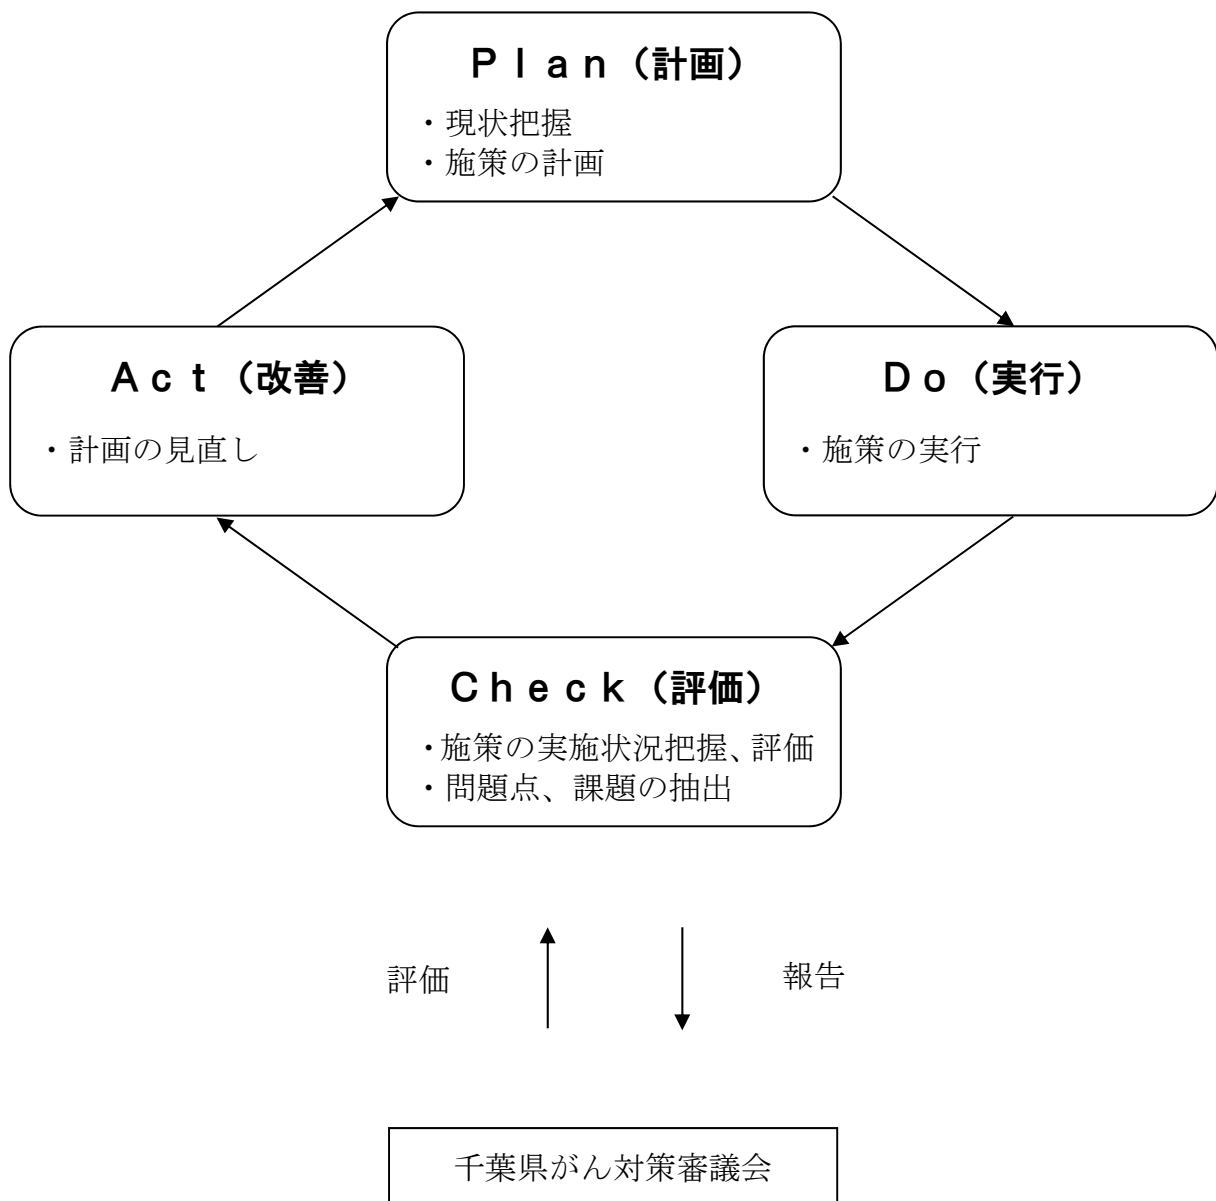 Ｐｌａｎ（計画）
・現状把握
・施策の計画
Ａｃｔ（改善）
・計画の見直し
Ｄｏ（実行）
・施策の実行
Ｃｈｅｃｋ（評価）
・施策の実施状況把握、評価
・問題点、課題の抽出
評価
報告
千葉県がん対策審議会